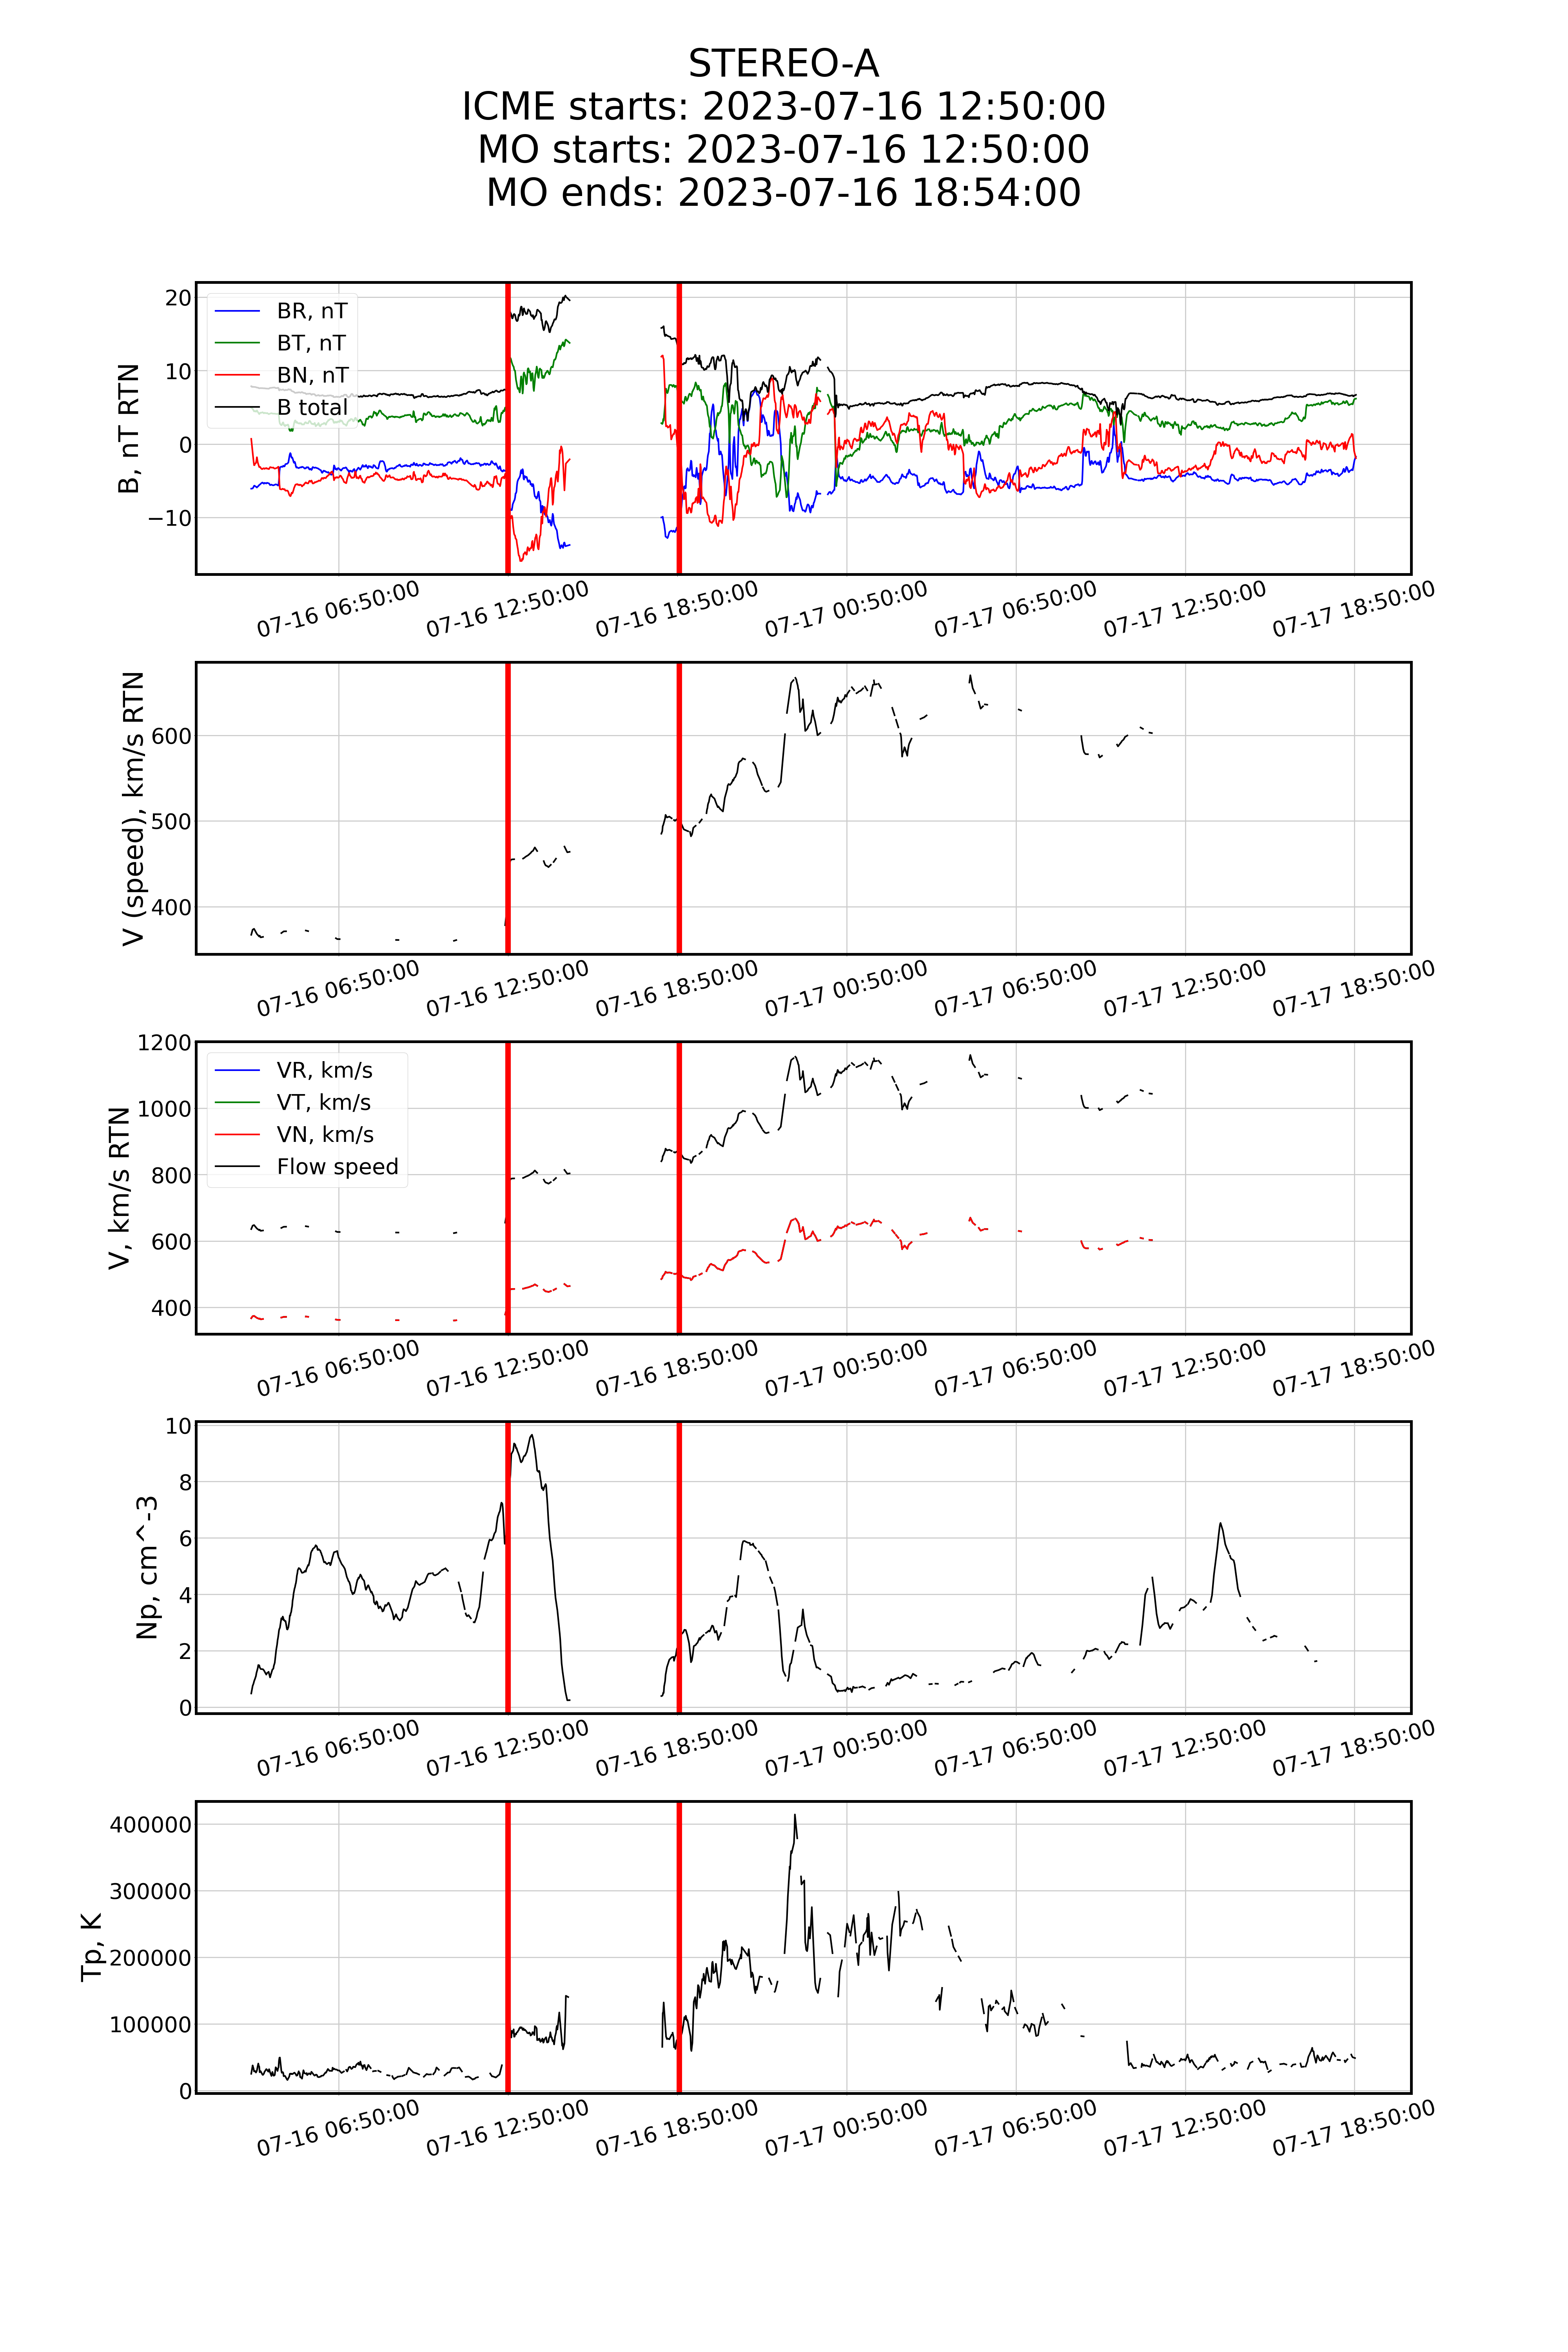 STEREO-A
ICME starts: 2023-07-16 12:50:00
MO starts: 2023-07-16 12:50:00
MO ends: 2023-07-16 18:54:00
B, nT RTN
20
10
0
−10
BR, nT
BT, nT
BN, nT
B total
07-16 06:50:00 07-16 12:50:00 07-16 18:50:00 07-17 00:50:00 07-17 06:50:00 07-17 12:50:00 07-17 18:50:00
V (speed), km/s RTN
600
500
400
07-16 06:50:00 07-16 12:50:00 07-16 18:50:00 07-17 00:50:00 07-17 06:50:00 07-17 12:50:00 07-17 18:50:00
V, km/s RTN
1200
1000
800
600
400
VR, km/s
VT, km/s
VN, km/s
Flow speed
07-16 06:50:00 07-16 12:50:00 07-16 18:50:00 07-17 00:50:00 07-17 06:50:00 07-17 12:50:00 07-17 18:50:00
Np, cm^-3
10
8
6
4
2
0
07-16 06:50:00 07-16 12:50:00 07-16 18:50:00 07-17 00:50:00 07-17 06:50:00 07-17 12:50:00 07-17 18:50:00
Tp, K
400000
300000
200000
100000
0
07-16 06:50:00 07-16 12:50:00 07-16 18:50:00 07-17 00:50:00 07-17 06:50:00 07-17 12:50:00 07-17 18:50:00